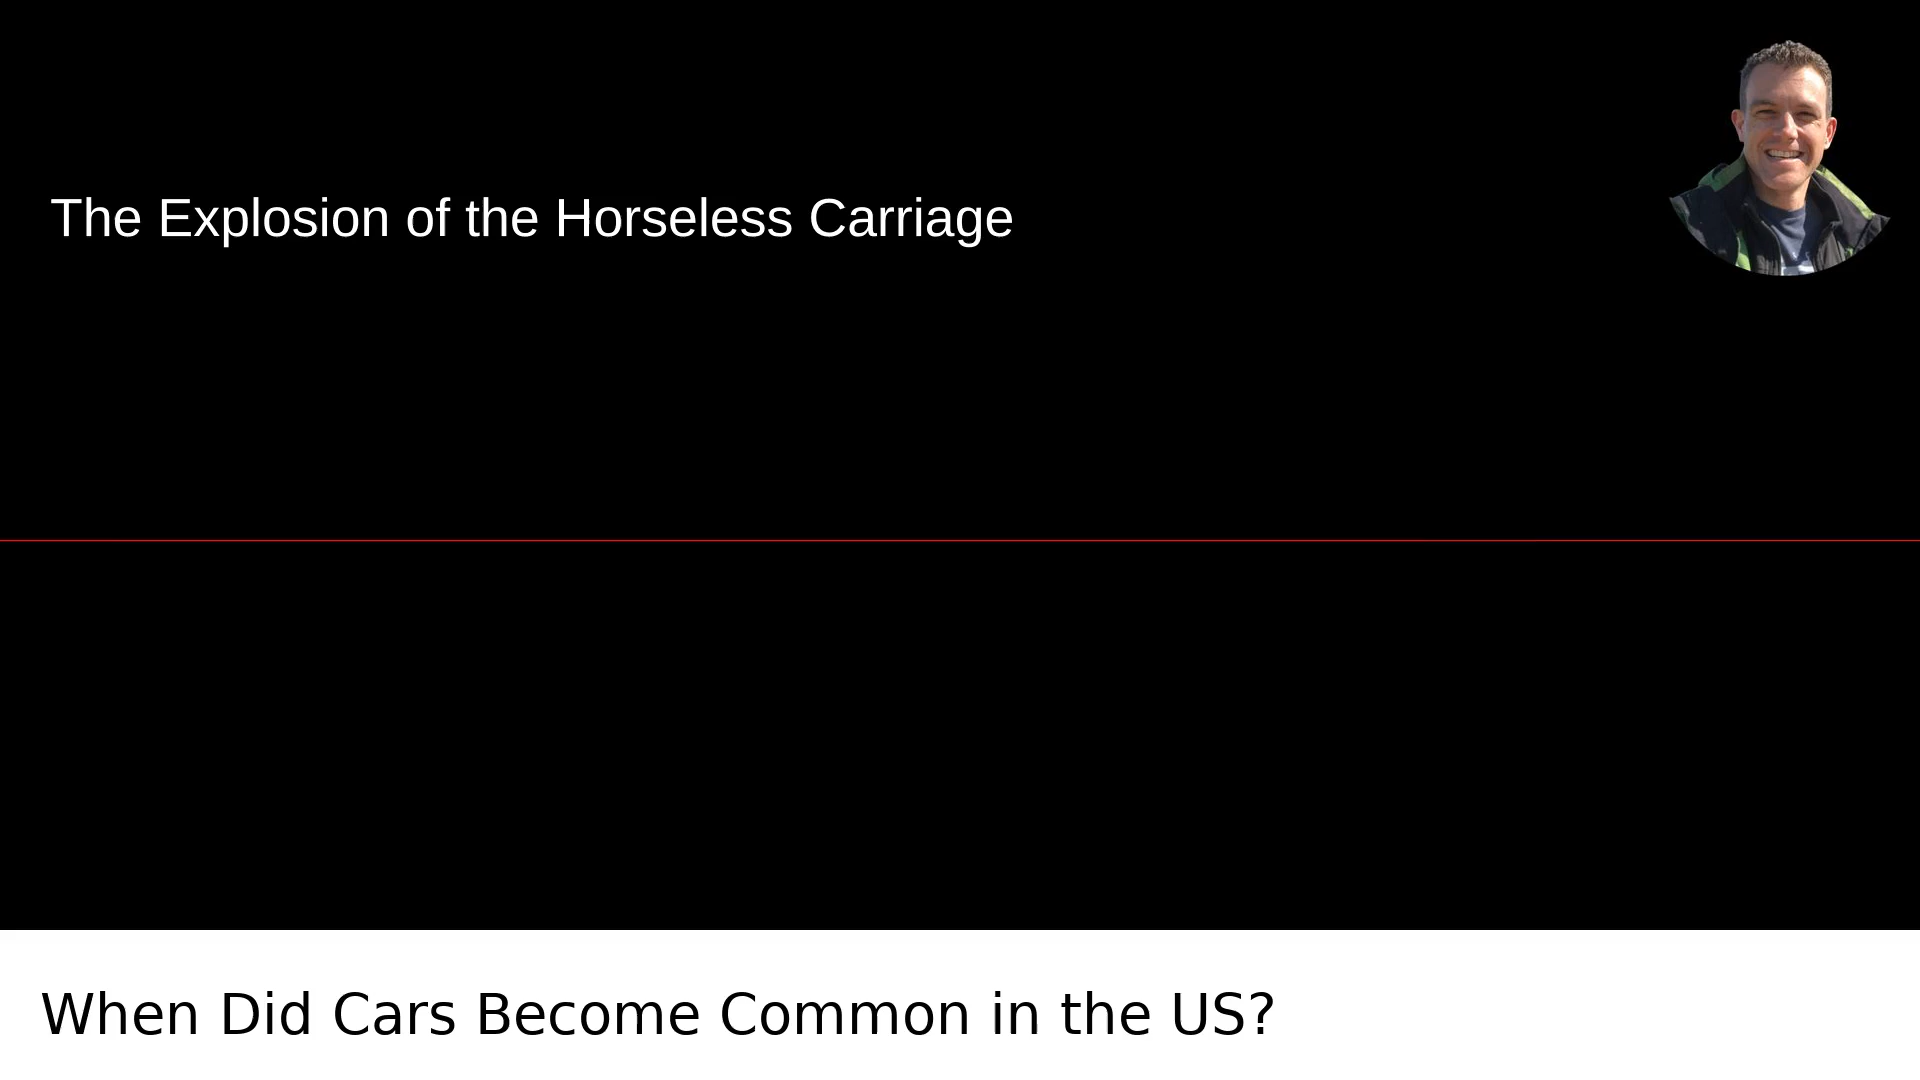 The Explosion of the Horseless Carriage
When Did Cars Become Common in the US?